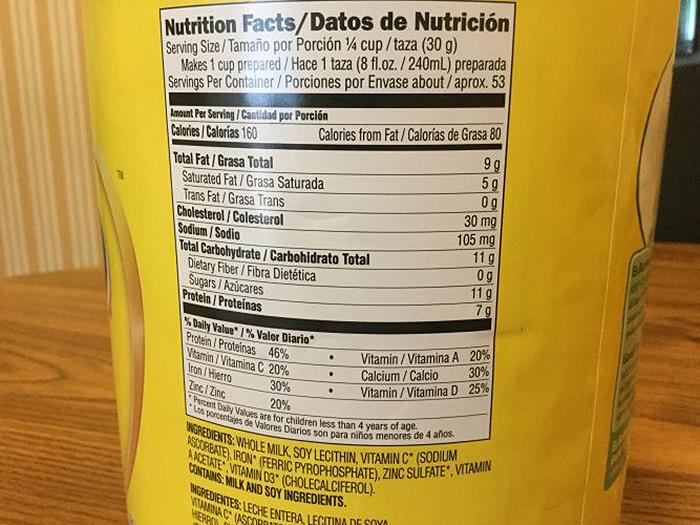 Nutrition Facts/Datos de Nutrición
Serving Size / Tamaño por Porción ¼ cup / taza (30 g)
Makes 1 cup prepared / Hace 1 taza (8 fl.oz. / 240mL) preparada
Servings Per Container / Porciones por Envase about / aprox. 53
Amount Per Serving / Cantidad por Porción
Calories / Calorías 160 Calories from Fat / Calorías de Grasa 80
Total Fat / Grasa Total 9 g
Saturated Fat / Grasa Saturada 5 g
Trans Fat / Grasa Trans 0 g
Cholesterol / Colesterol 30 mg
Sodium / Sodio 105 mg
Total Carbohydrate / Carbohidrato Total 11 g
Dietary Fiber / Fibra Dietética 0 g
Sugars / Azúcares 11 g
Protein / Proteínas 7 g
% Daily Value* / % Valor Diario*
Protein / Proteínas 46% • Vitamin / Vitamina A 20%
Vitamin / Vitamina C 20% • Calcium / Calcio 30%
Iron / Hierro 30% • Vitamin / Vitamina D 25%
Zinc / Zinc 20%
* Percent Daily Values are for children less than 4 years of age.
* Los porcentajes de Valores Diarios son para niños menores de 4 años.
INGREDIENTS: WHOLE MILK, SOY LECITHIN, VITAMIN C* (SODIUM
ASCORBATE), IRON* (FERRIC PYROPHOSPHATE), ZINC SULFATE*, VITAMIN
A ACETATE*, VITAMIN D3* (CHOLECALCIFEROL).
CONTAINS: MILK AND SOY INGREDIENTS.
INGREDIENTES: LECHE ENTERA, LECITINA DE SOYA,
VITAMINA C* (ASCORBATO
TM